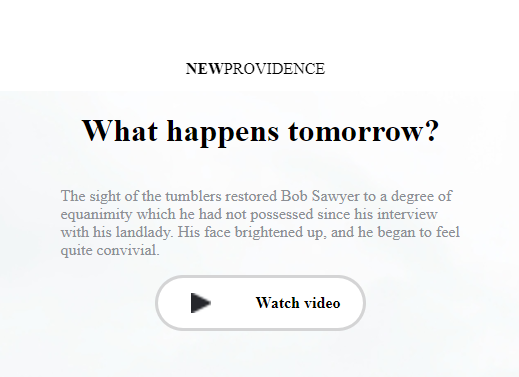 NEWPROVIDENCE
What happens tomorrow?
The sight of the tumblers restored Bob Sawyer to a degree of
equanimity which he had not possessed since his interview
with his landlady. His face brightened up, and he began to feel
quite convivial.
Watch video